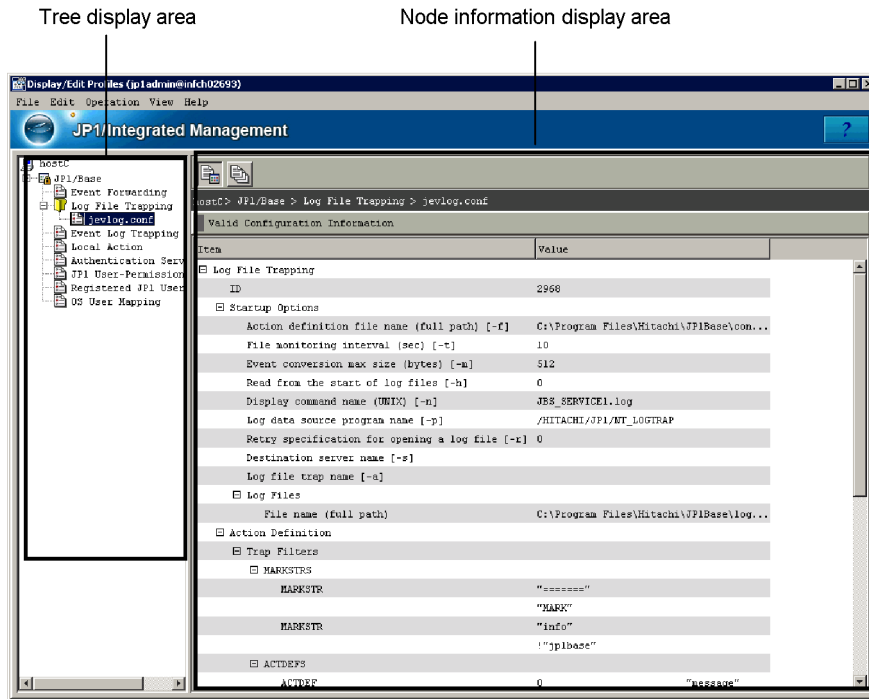 Tree display area
Node information display area
Display/Edit Profiles (jp1admin@infch02693)
File Edit Operation View Help
JP1/Integrated Management
?
hostC
JP1/Base
Event Forwarding
Log File Trapping
jevlog.conf
Event Log Trapping
Local Action
Authentication Serv
JP1 User-Permission
Registered JP1 User
OS User Mapping
hostC> JP1/Base > Log File Trapping > jevlog.conf
Valid Configuration Information
Item Value
Log File Trapping
ID 2968
Startup Options
Action definition file name (full path) [-f] C:\Program Files\Hitachi\JP1Base\con...
File monitoring interval (sec) [-t] 10
Event conversion max size (bytes) [-m] 512
Read from the start of log files [-h] 0
Display command name (UNIX) [-n] JBS_SERVICE1.log
Log data source program name [-p] /HITACHI/JP1/NT_LOGTRAP
Retry specification for opening a log file [-r] 0
Destination server name [-s]
Log file trap name [-a]
Log Files
File name (full path) C:\Program Files\Hitachi\JP1Base\log...
Action Definition
Trap Filters
MARKSTRS
MARKSTR "======="
"MARK"
MARKSTR "info"
!"jp1base"
ACTDEFS
ACTDEF 0 "message"